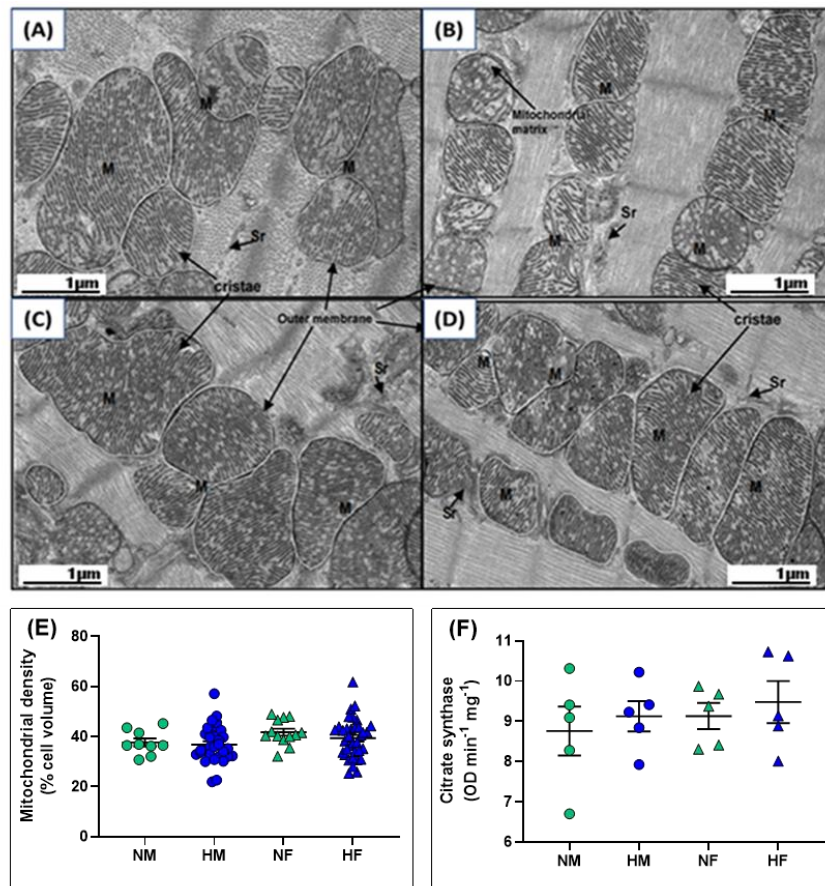 (A)
M
M
M
Sr
cristae
1μm
(B)
Mitochondrial
matrix
M
M
Sr
M
M
1μm
(C)
Outer membrane
M
Sr
M
M
1μm
(D)
cristae
M
M
Sr
M
M
M
Sr
1μm
(E)
Mitochondrial density
(% cell volume)
80
60
40
20
0
NM HM NF HF
(F)
Citrate synthase
(OD min⁻¹ mg⁻¹)
11
10
9
8
7
6
NM HM NF HF